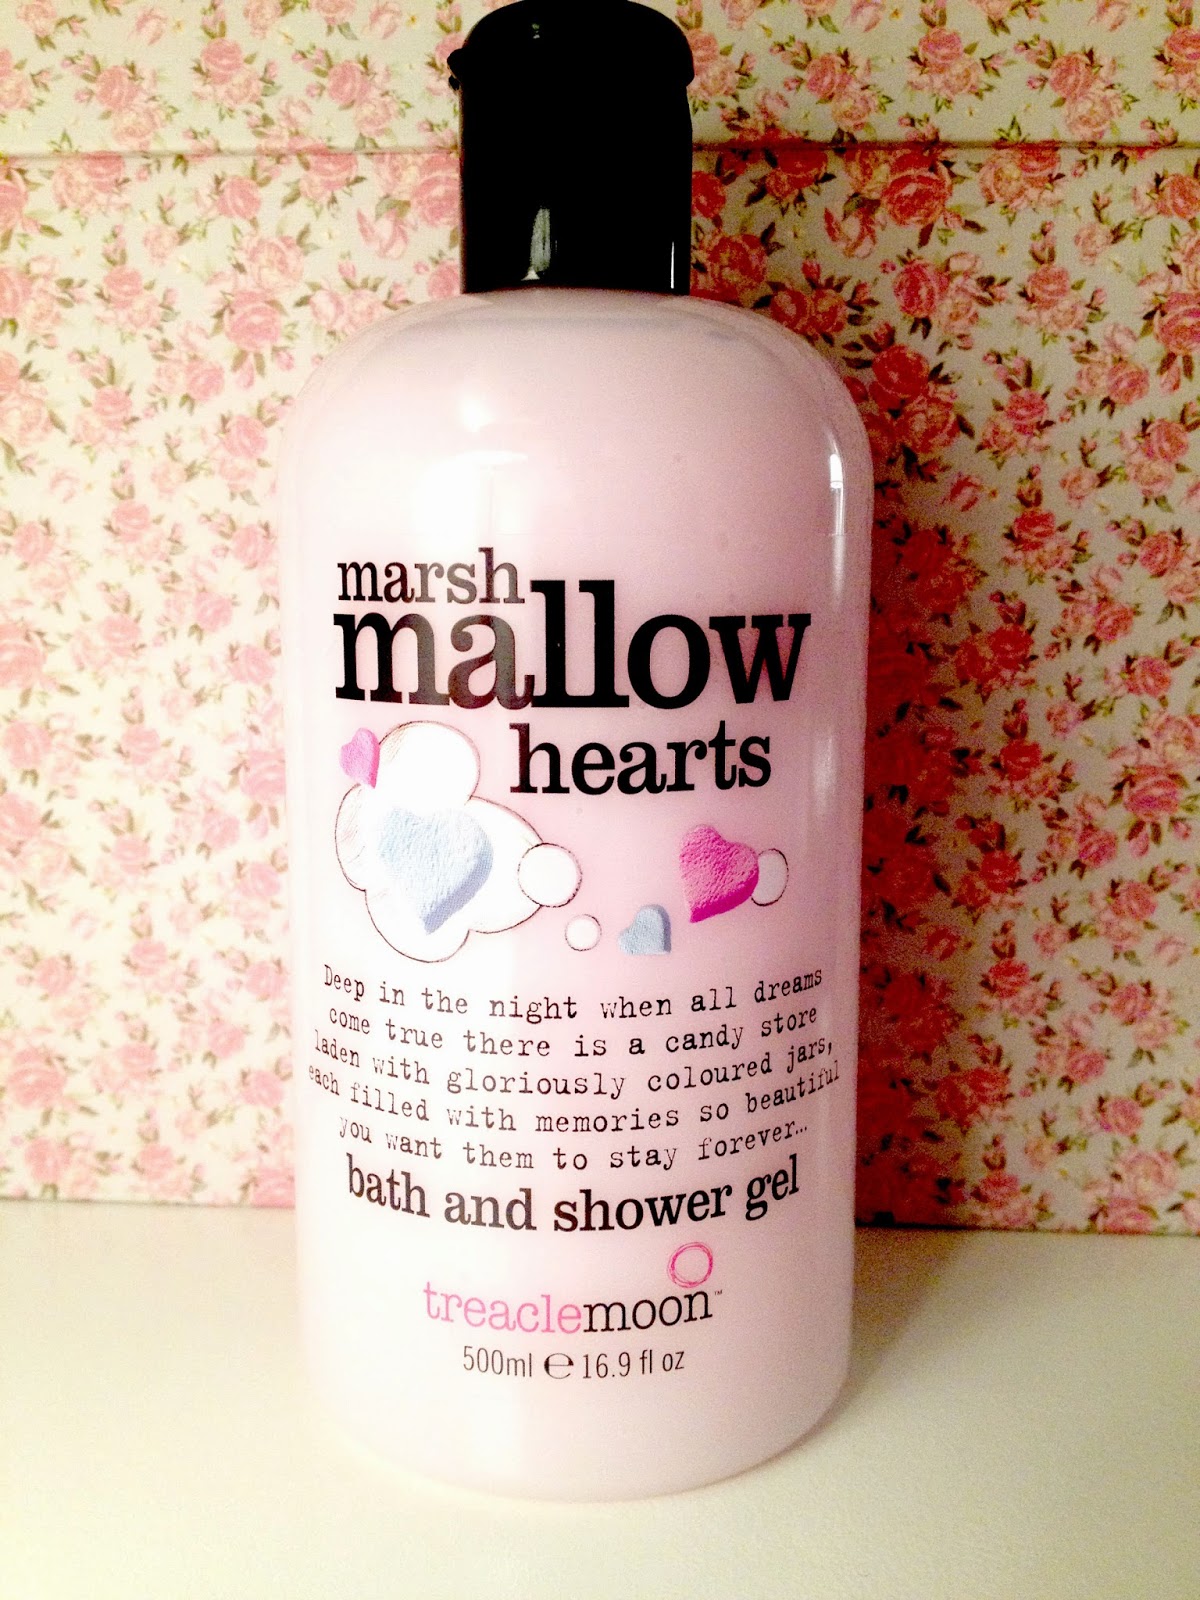 marsh
mallow
hearts
Deep in the night when all dreams
come true there is a candy store
laden with gloriously coloured jars,
each filled with memories so beautiful
you want them to stay forever...
bath and shower gel
treaclemoon™
500ml ℮ 16.9 fl oz